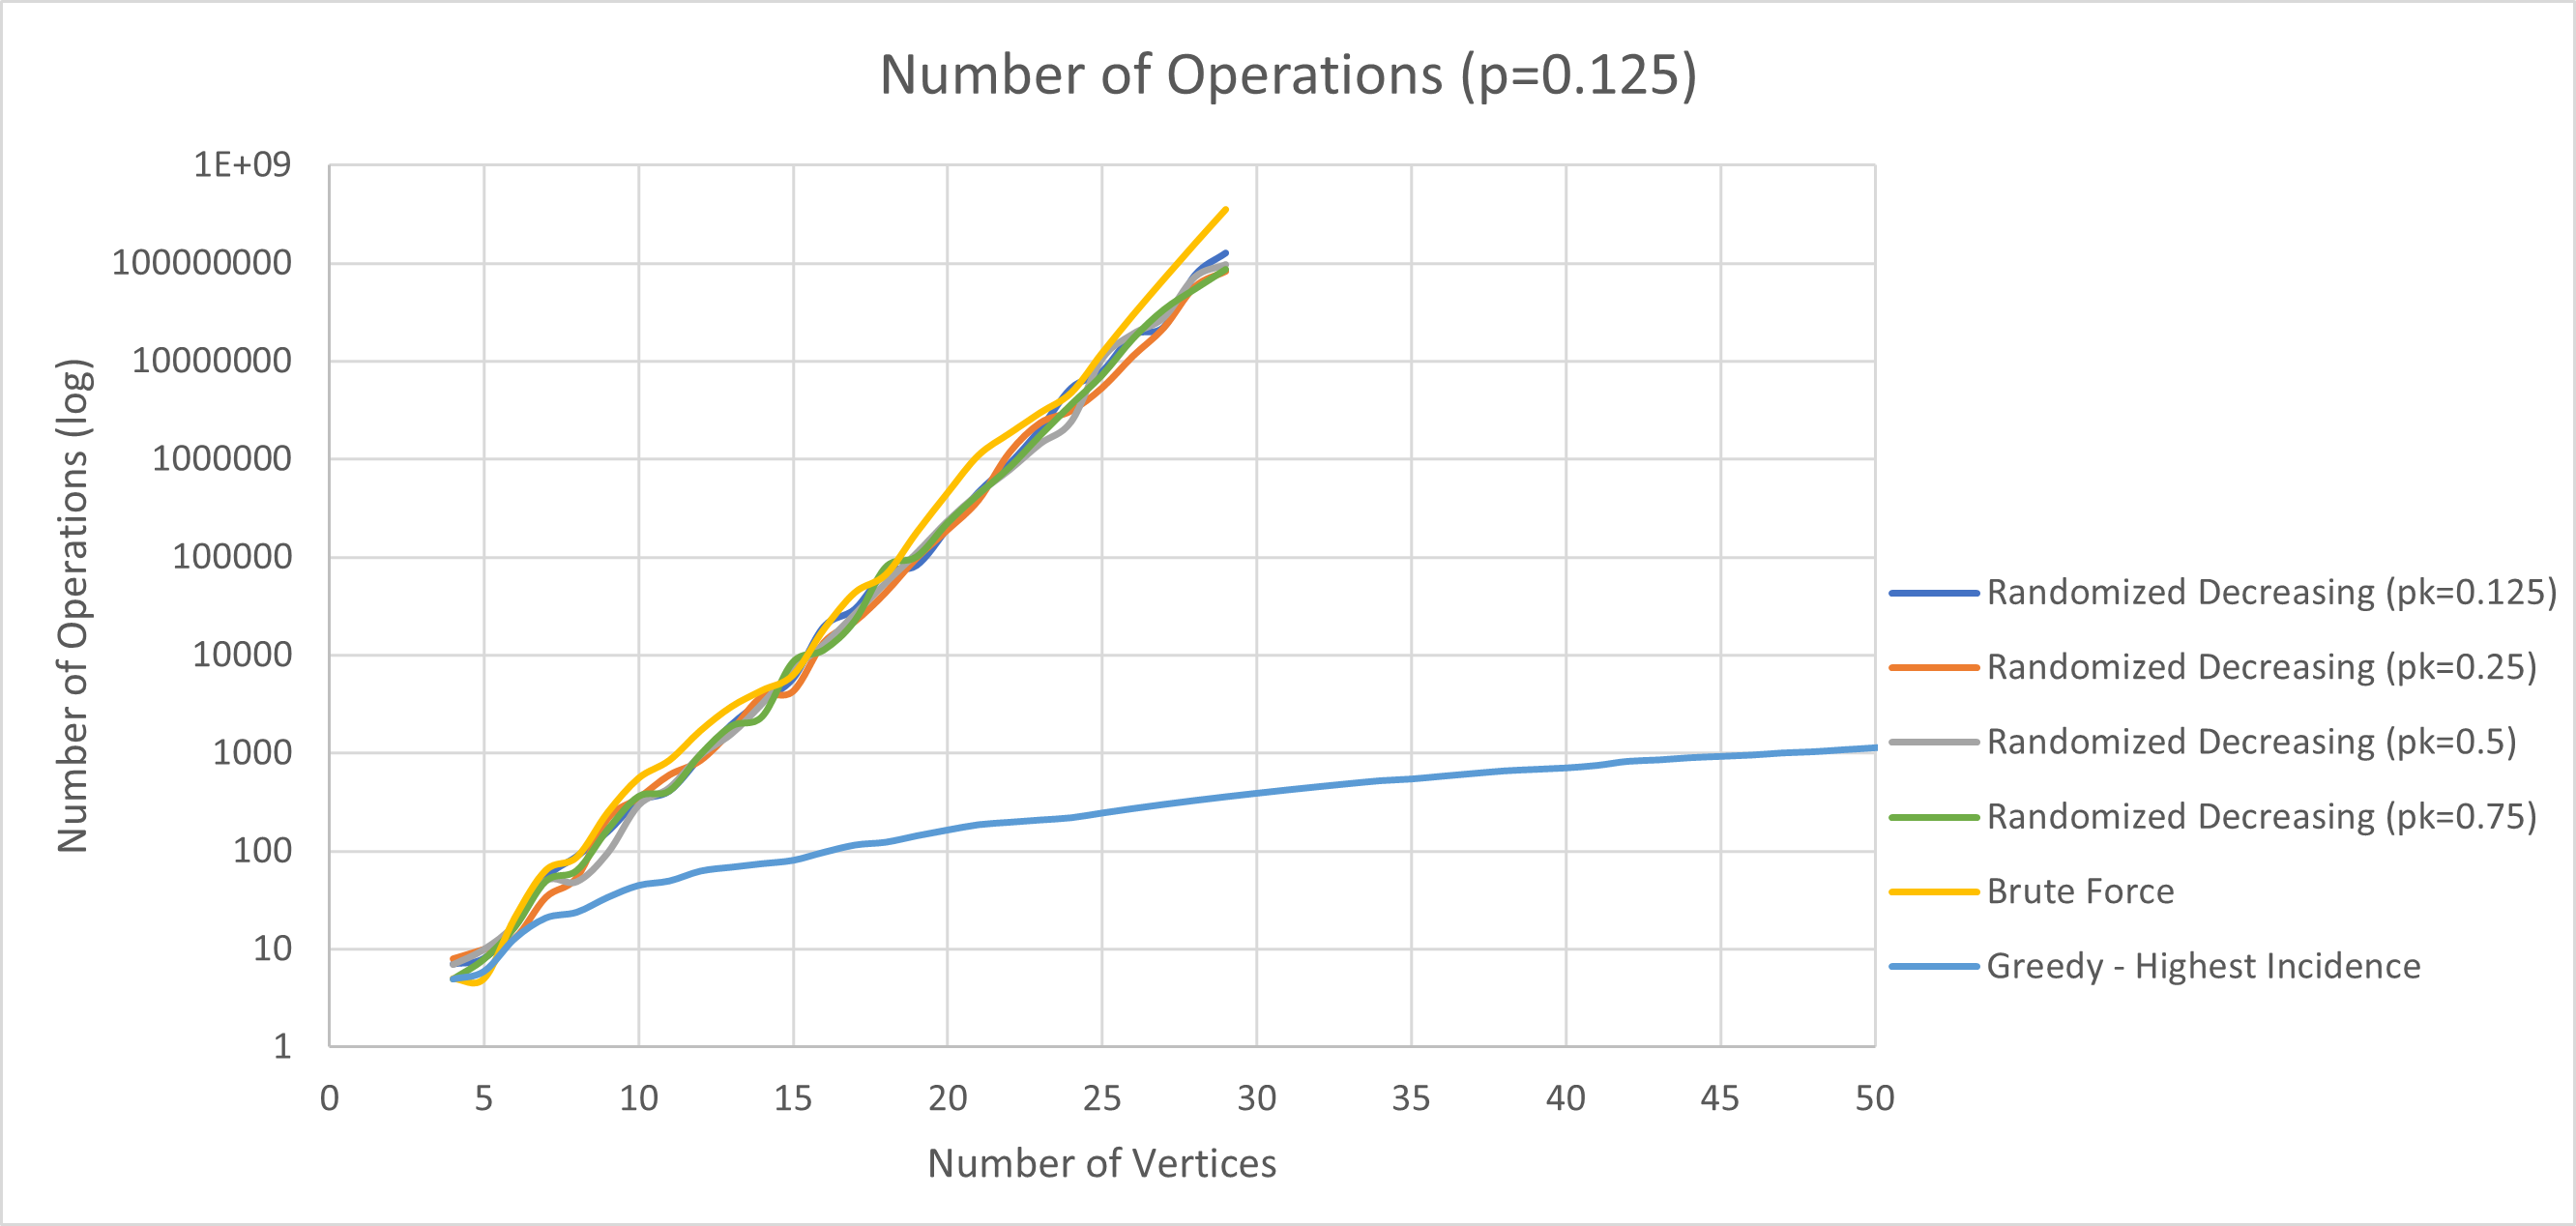 Number of Operations (p=0.125)
1E+09
100000000
10000000
1000000
100000
10000
1000
100
10
1
Number of Operations (log)
0 5 10 15 20 25 30 35 40 45 50
Number of Vertices
Randomized Decreasing (pk=0.125)
Randomized Decreasing (pk=0.25)
Randomized Decreasing (pk=0.5)
Randomized Decreasing (pk=0.75)
Brute Force
Greedy - Highest Incidence